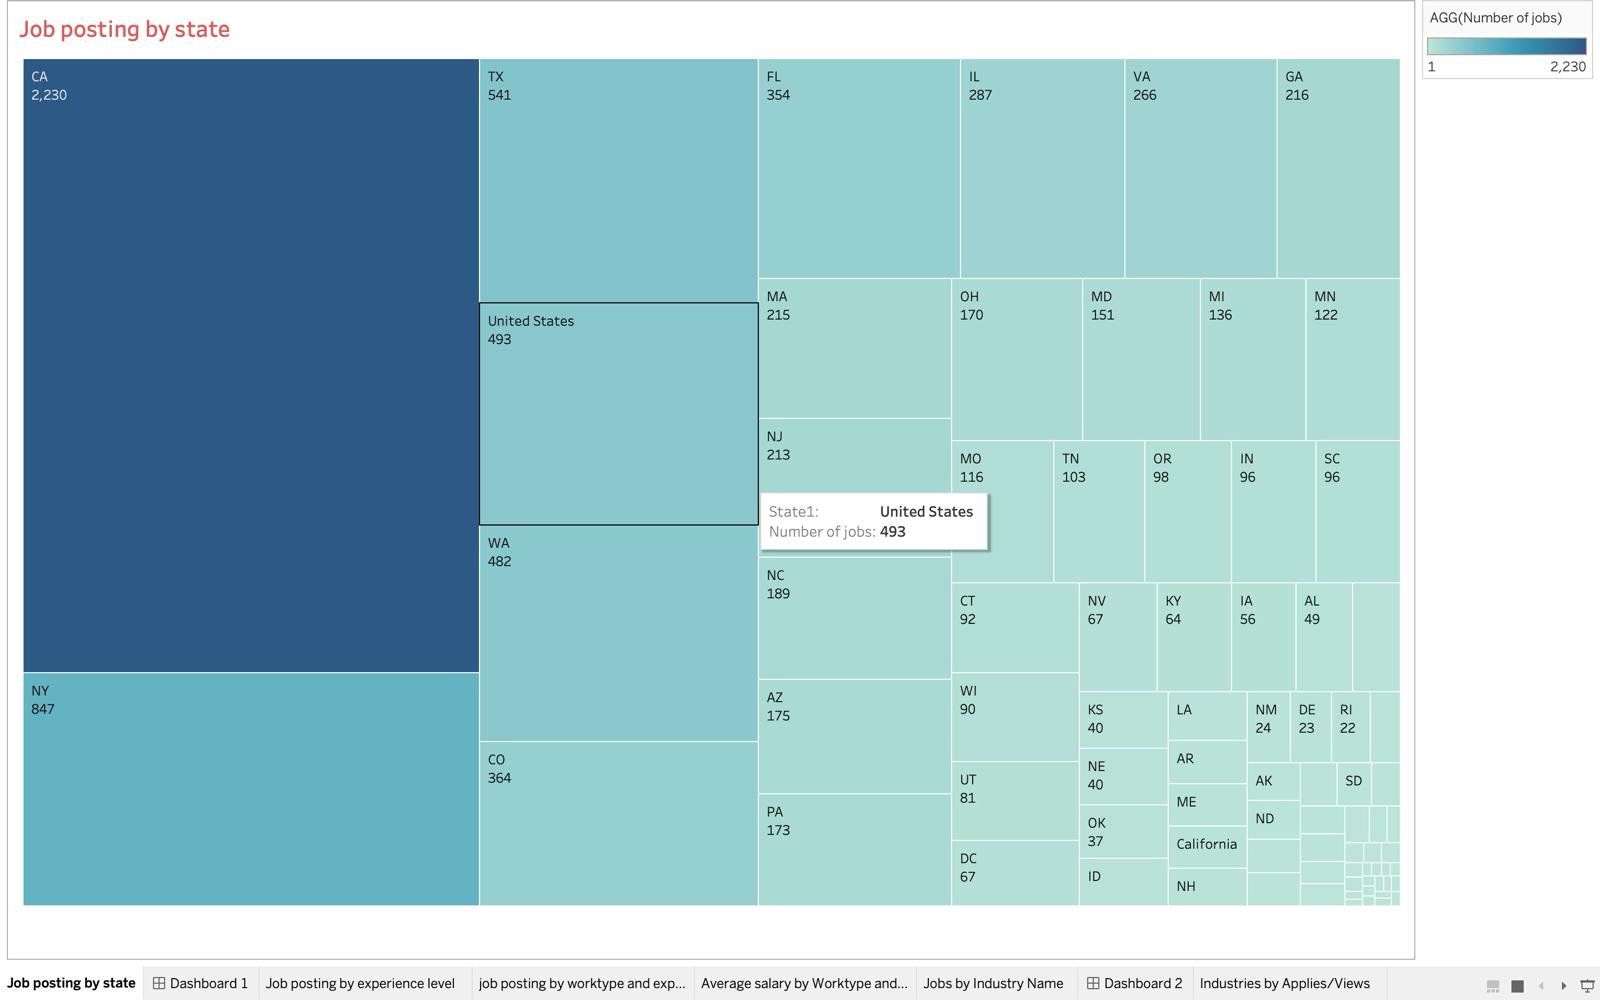 Job posting by state
AGG(Number of jobs)
1 2,230
CA
2,230
TX
541
FL
354
IL
287
VA
266
GA
216
United States
493
MA
215
OH
170
MD
151
MI
136
MN
122
NJ
213
MO
116
TN
103
OR
98
IN
96
SC
96
State1: United States
Number of jobs: 493
WA
482
NC
189
CT
92
NV
67
KY
64
IA
56
AL
49
NY
847
AZ
175
WI
90
KS
40
LA
NM
24
DE
23
RI
22
CO
364
AR
NE
40
UT
81
AK
SD
ME
PA
173
OK
37
ND
California
DC
67
ID
NH
Job posting by state
Dashboard 1
Job posting by experience level
job posting by worktype and exp...
Average salary by Worktype and...
Jobs by Industry Name
Dashboard 2
Industries by Applies/Views